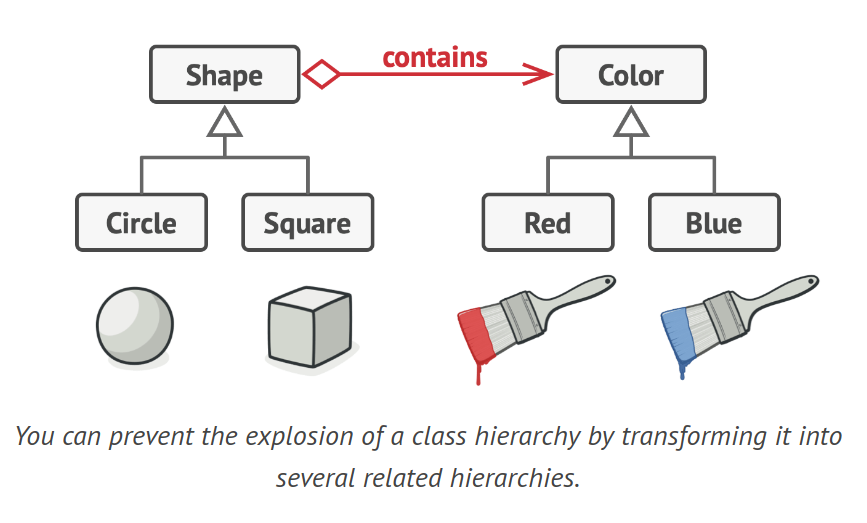 contains
Shape
Color
Circle
Square
Red
Blue
You can prevent the explosion of a class hierarchy by transforming it into
several related hierarchies.